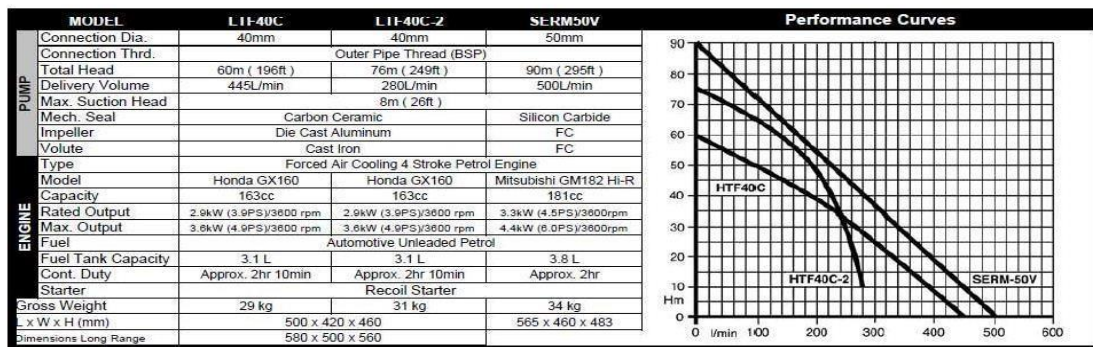 MODEL LTF40C LTF40C-2 SERM50V Performance Curves
PUMP
Connection Dia. 40mm 40mm 50mm
Connection Thrd. Outer Pipe Thread (BSP)
Total Head 60m ( 196ft ) 76m ( 249ft ) 90m ( 295ft )
Delivery Volume 445L/min 280L/min 500L/min
Max. Suction Head 8m ( 26ft )
Mech. Seal Carbon Ceramic Silicon Carbide
Impeller Die Cast Aluminum FC
Volute Cast Iron FC
ENGINE
Type Forced Air Cooling 4 Stroke Petrol Engine
Model Honda GX160 Honda GX160 Mitsubishi GM182 Hi-R
Capacity 163cc 163cc 181cc
Rated Output 2.9kW (3.9PS)/3600 rpm 2.9kW (3.9PS)/3600 rpm 3.3kW (4.5PS)/3600rpm
Max. Output 3.6kW (4.9PS)/3600 rpm 3.6kW (4.9PS)/3600 rpm 4.4kW (6.0PS)/3600rpm
Fuel Automotive Unleaded Petrol
Fuel Tank Capacity 3.1 L 3.1 L 3.8 L
Cont. Duty Approx. 2hr 10min Approx. 2hr 10min Approx. 2hr
Starter Recoil Starter
Gross Weight 29 kg 31 kg 34 kg
L x W x H (mm) 500 x 420 x 460 565 x 460 x 483
Dimensions Long Range 580 x 500 x 560
90
80
70
60
50
40
30
20
10
Hm
0
HTF40C
HTF40C-2
SERM-50V
0 l/min 100 200 300 400 500 600